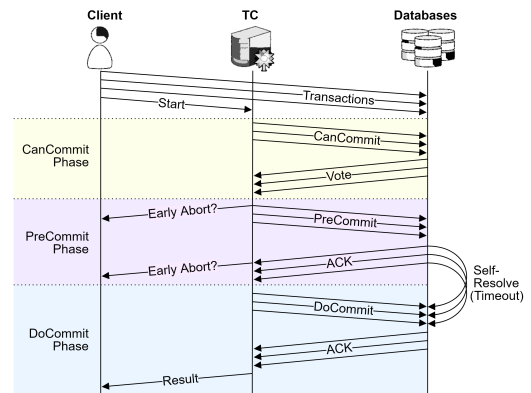 Client
TC
Databases
Transactions
Start
CanCommit
Phase
CanCommit
Vote
PreCommit
Phase
Early Abort?
PreCommit
ACK
Early Abort?
Self-
Resolve
(Timeout)
DoCommit
Phase
DoCommit
ACK
Result